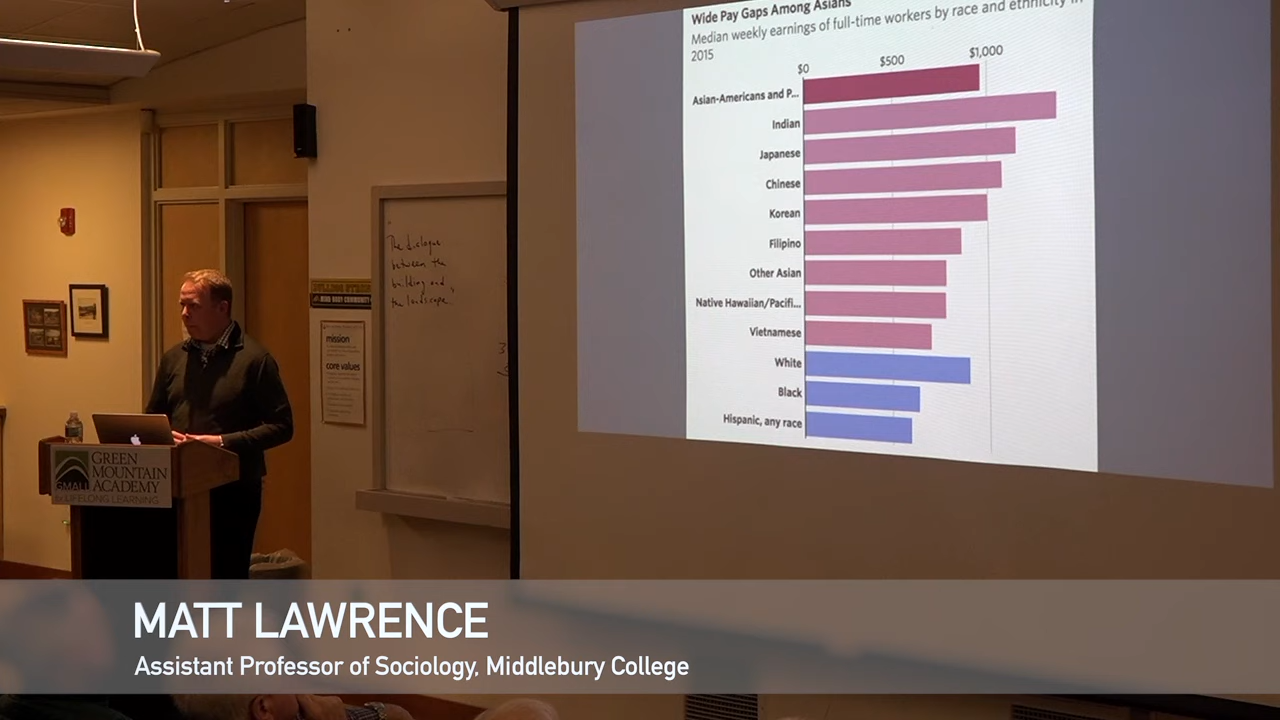 Wide Pay Gaps Among Asians
Median weekly earnings of full-time workers by race and ethnicity in
2015
$0
$500
$1,000
Asian-Americans and P...
Indian
Japanese
Chinese
Korean
Filipino
Other Asian
Native Hawaiian/Pacifi...
Vietnamese
White
Black
Hispanic, any race
The dialogue
between the
building and
the landscape
mission
core values
GREEN
MOUNTAIN
GMALL ACADEMY
for LIFELONG LEARNING
MATT LAWRENCE
Assistant Professor of Sociology, Middlebury College